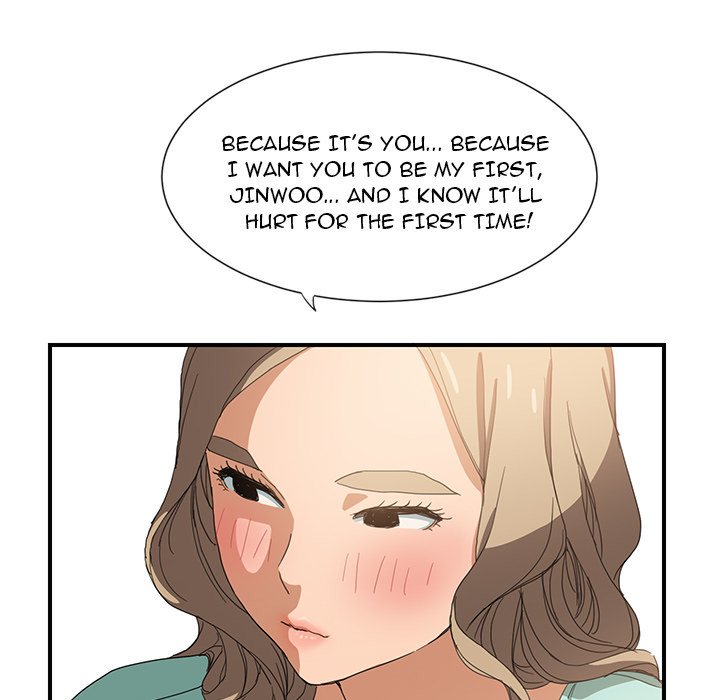 BECAUSE IT'S YOU... BECAUSE
I WANT YOU TO BE MY FIRST,
JINWOO... AND I KNOW IT'LL
HURT FOR THE FIRST TIME!